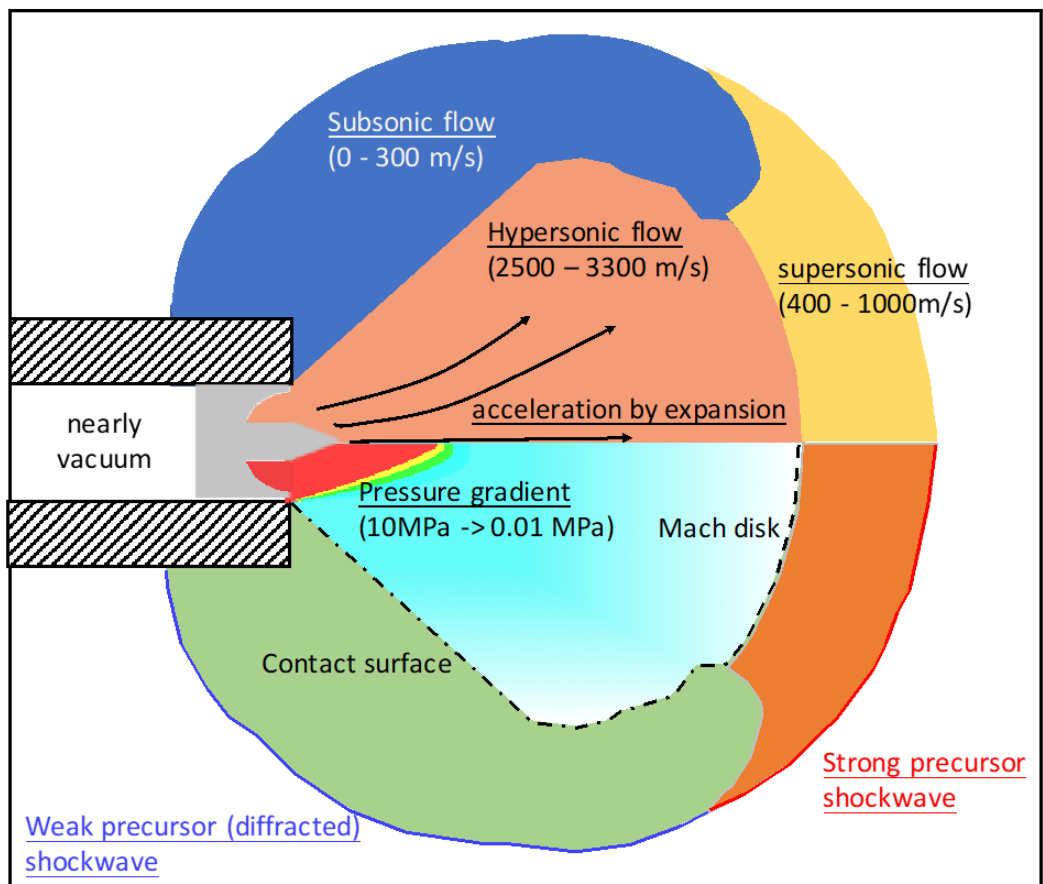 Subsonic flow
(0 - 300 m/s)
Hypersonic flow
(2500 – 3300 m/s)
supersonic flow
(400 - 1000m/s)
acceleration by expansion
nearly
vacuum
Pressure gradient
(10MPa -> 0.01 MPa)
Mach disk
Contact surface
Strong precursor
shockwave
Weak precursor (diffracted)
shockwave